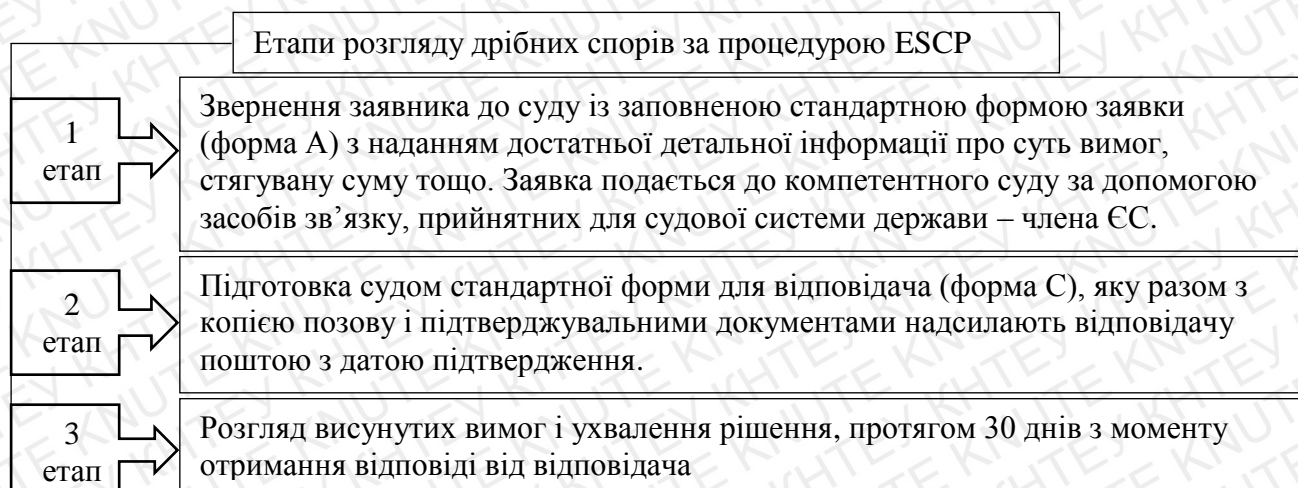 Етапи розгляду дрібних спорів за процедурою ESCP
1
етап
Звернення заявника до суду із заповненою стандартною формою заявки
(форма А) з наданням достатньої детальної інформації про суть вимог,
стягувану суму тощо. Заявка подається до компетентного суду за допомогою
засобів зв’язку, прийнятних для судової системи держави – члена ЄС.
2
етап
Підготовка судом стандартної форми для відповідача (форма С), яку разом з
копією позову і підтверджувальними документами надсилають відповідачу
поштою з датою підтвердження.
3
етап
Розгляд висунутих вимог і ухвалення рішення, протягом 30 днів з моменту
отримання відповіді від відповідача